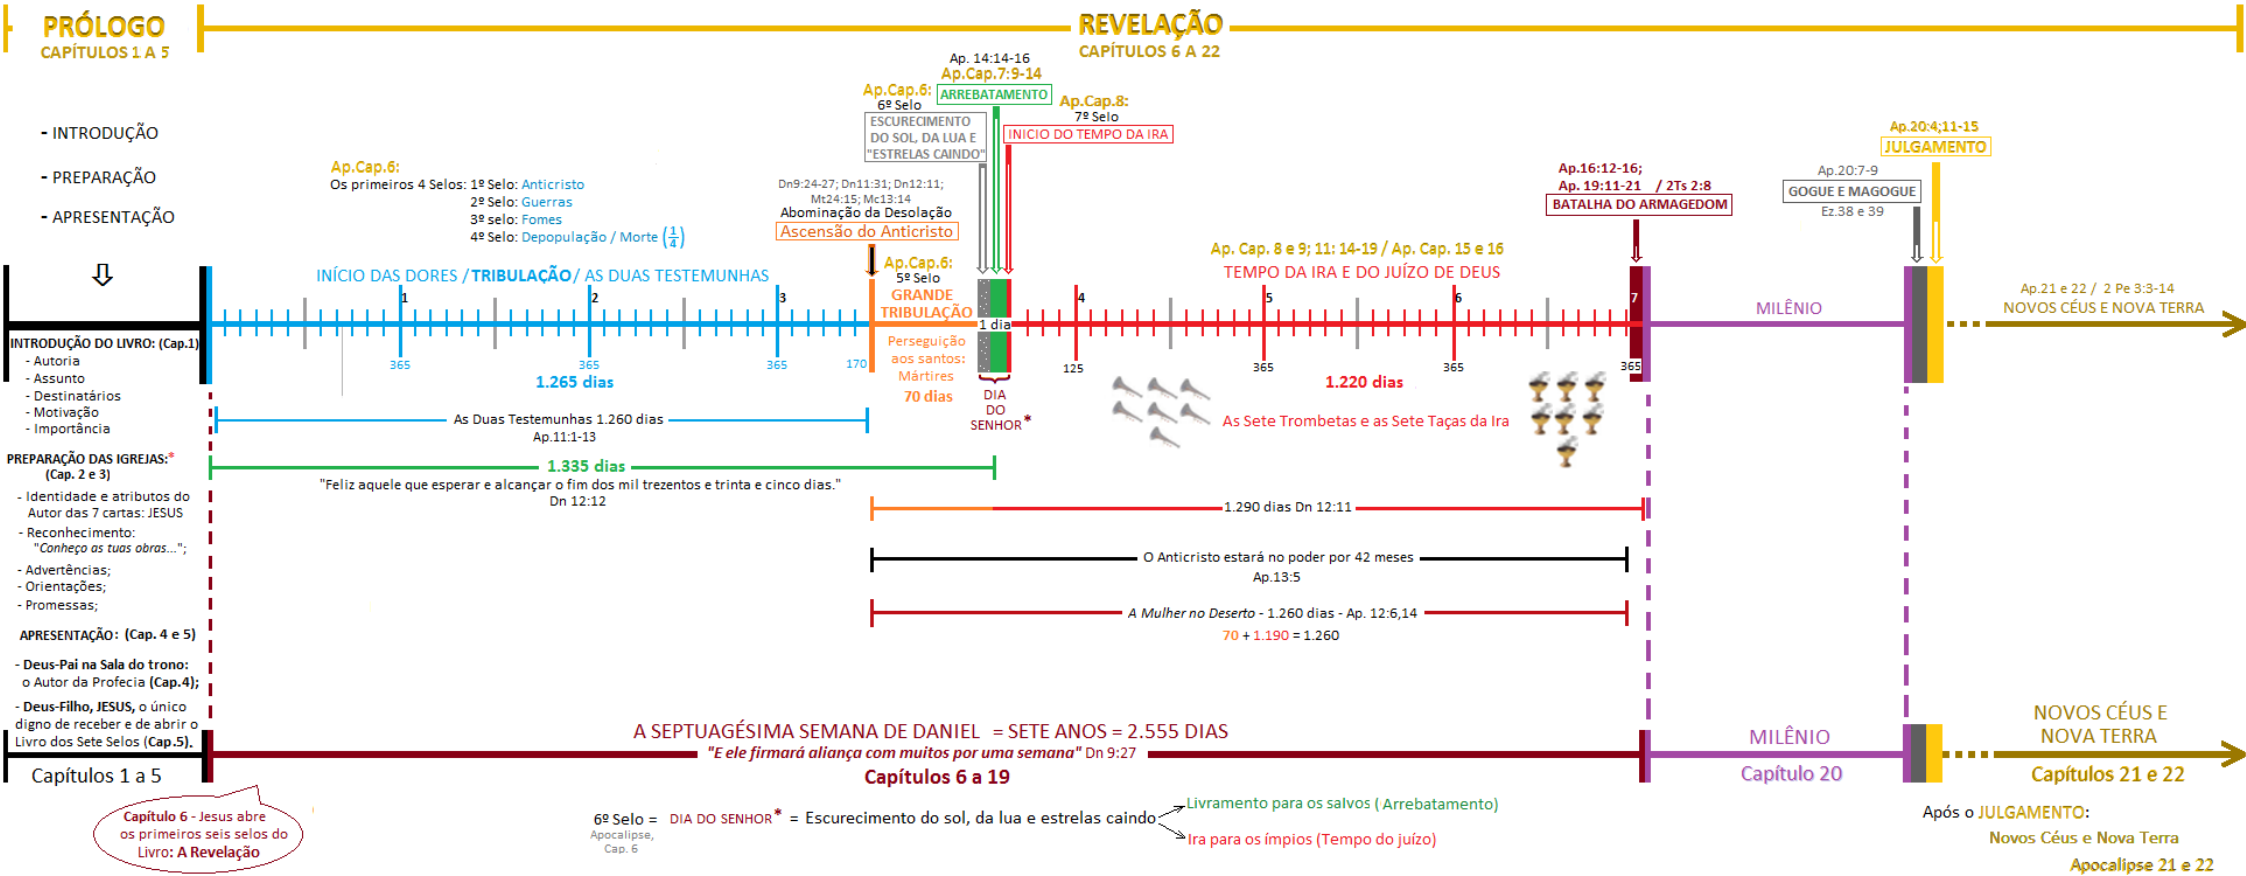 PRÓLOGO
CAPÍTULOS 1 A 5
REVELAÇÃO
CAPÍTULOS 6 A 22
- INTRODUÇÃO
- PREPARAÇÃO
- APRESENTAÇÃO
Ap.Cap.6:
Os primeiros 4 Selos: 1º Selo: Anticristo
2º Selo: Guerras
3º selo: Fomes
4º Selo: Depopulação / Morte (1/4)
Dn9:24-27; Dn11:31; Dn12:11;
Mt24:15; Mc13:14
Abominação da Desolação
Ascensão do Anticristo
Ap.Cap.6:
6º Selo
ESCURECIMENTO
DO SOL, DA LUA E
"ESTRELAS CAINDO"
Ap. 14:14-16
Ap.Cap.7:9-14
ARREBATAMENTO
Ap.Cap.8:
7º Selo
INICIO DO TEMPO DA IRA
Ap.16:12-16;
Ap. 19:11-21 / 2Ts 2:8
BATALHA DO ARMAGEDOM
Ap.20:7-9
GOGUE E MAGOGUE
Ez.38 e 39
Ap.20:4;11-15
JULGAMENTO
INÍCIO DAS DORES / TRIBULAÇÃO / AS DUAS TESTEMUNHAS
1
2
3
365
365
365
170
1.265 dias
Ap.Cap.6:
5º Selo
GRANDE
TRIBULAÇÃO
Perseguição
aos santos:
Mártires
70 dias
1 dia
DIA
DO
SENHOR*
Ap. Cap. 8 e 9; 11: 14-19 / Ap. Cap. 15 e 16
TEMPO DA IRA E DO JUÍZO DE DEUS
4
5
6
7
125
365
365
365
1.220 dias
As Sete Trombetas e as Sete Taças da Ira
MILÊNIO
Ap.21 e 22 / 2 Pe 3:3-14
NOVOS CÉUS E NOVA TERRA
INTRODUÇÃO DO LIVRO: (Cap.1)
- Autoria
- Assunto
- Destinatários
- Motivação
- Importância
PREPARAÇÃO DAS IGREJAS:*
(Cap. 2 e 3)
- Identidade e atributos do
Autor das 7 cartas: JESUS
- Reconhecimento:
"Conheço as tuas obras...";
- Advertências;
- Orientações;
- Promessas;
APRESENTAÇÃO: (Cap. 4 e 5)
- Deus-Pai na Sala do trono:
o Autor da Profecia (Cap.4);
- Deus-Filho, JESUS, o único
digno de receber e de abrir o
Livro dos Sete Selos (Cap.5).
Capítulos 1 a 5
As Duas Testemunhas 1.260 dias
Ap.11:1-13
1.335 dias
"Feliz aquele que esperar e alcançar o fim dos mil trezentos e trinta e cinco dias."
Dn 12:12
1.290 dias Dn 12:11
O Anticristo estará no poder por 42 meses
Ap.13:5
A Mulher no Deserto - 1.260 dias - Ap. 12:6,14
70 + 1.190 = 1.260
A SEPTUAGÉSIMA SEMANA DE DANIEL = SETE ANOS = 2.555 DIAS
"E ele firmará aliança com muitos por uma semana" Dn 9:27
Capítulos 6 a 19
MILÊNIO
Capítulo 20
NOVOS CÉUS E
NOVA TERRA
Capítulos 21 e 22
Capítulo 6 - Jesus abre
os primeiros seis selos do
Livro: A Revelação
6º Selo = DIA DO SENHOR* = Escurecimento do sol, da lua e estrelas caindo
Apocalipse,
Cap. 6
Livramento para os salvos (Arrebatamento)
Ira para os ímpios (Tempo do juízo)
Após o JULGAMENTO:
Novos Céus e Nova Terra
Apocalipse 21 e 22